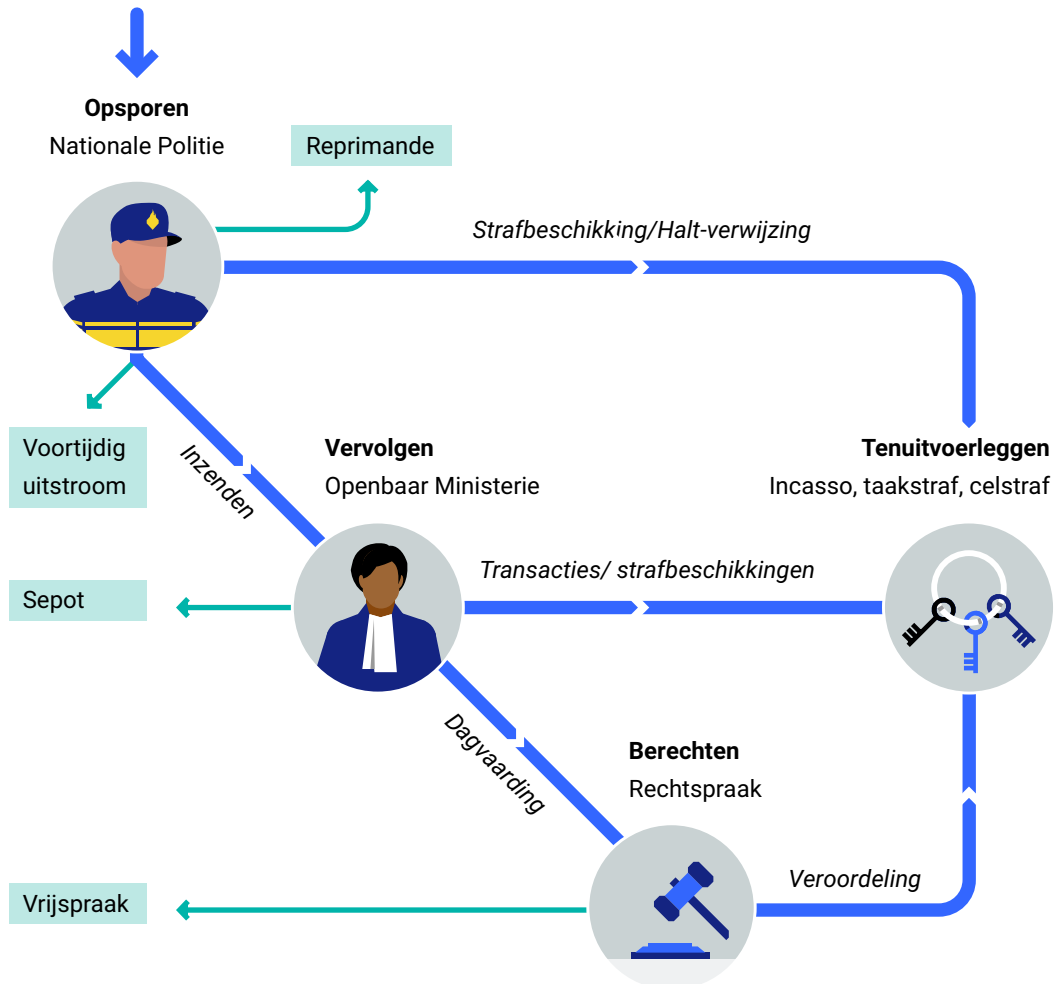 Opsporen
Nationale Politie
Reprimande
Strafbeschikking/Halt-verwijzing
Voortijdig
uitstroom
Inzenden
Vervolgen
Openbaar Ministerie
Tenuitvoerleggen
Incasso, taakstraf, celstraf
Sepot
Transacties/ strafbeschikkingen
Dagvaarding
Berechten
Rechtspraak
Vrijspraak
Veroordeling